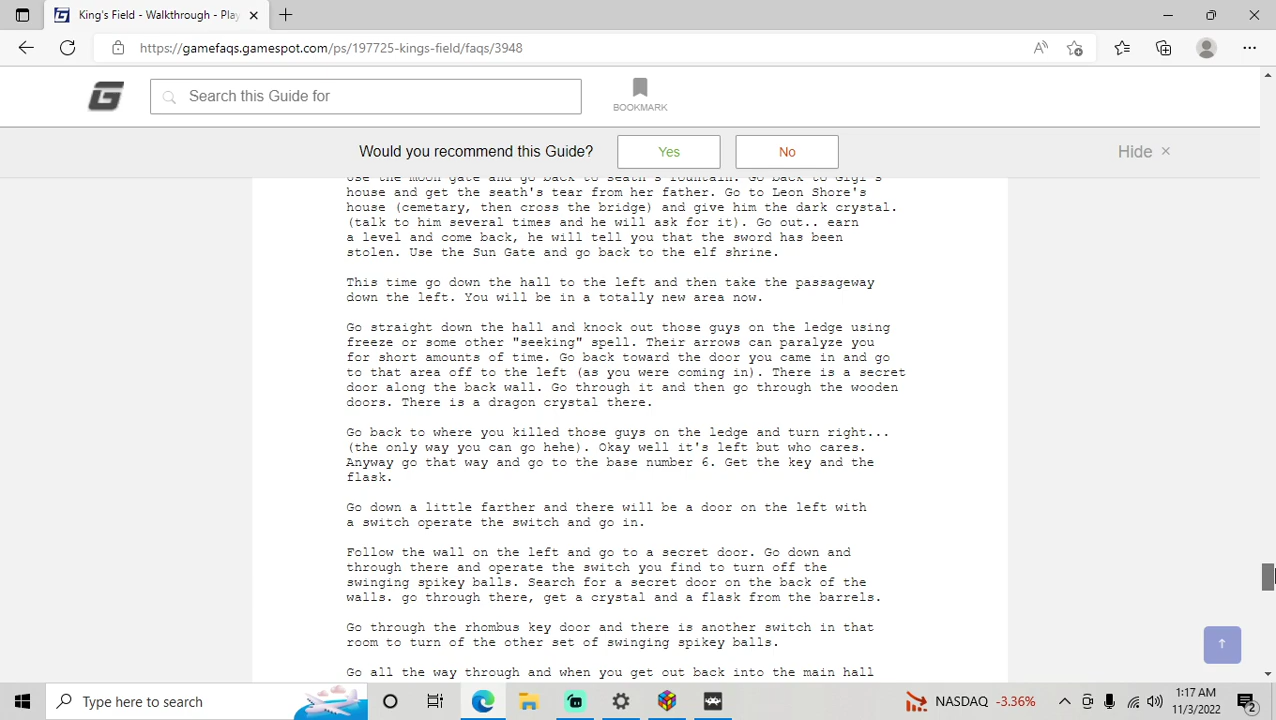 King's Field - Walkthrough - Play
https://gamefaqs.gamespot.com/ps/197725-kings-field/faqs/3948
Search this Guide for
BOOKMARK
Would you recommend this Guide?
Yes
No
Hide ×
Use the moon gate and go back to seath's fountain. Go back to Gigi's
house and get the seath's tear from her father. Go to Leon Shore's
house (cemetary, then cross the bridge) and give him the dark crystal.
(talk to him several times and he will ask for it). Go out.. earn
a level and come back, he will tell you that the sword has been
stolen. Use the Sun Gate and go back to the elf shrine.
This time go down the hall to the left and then take the passageway
down the left. You will be in a totally new area now.
Go straight down the hall and knock out those guys on the ledge using
freeze or some other "seeking" spell. Their arrows can paralyze you
for short amounts of time. Go back toward the door you came in and go
to that area off to the left (as you were coming in). There is a secret
door along the back wall. Go through it and then go through the wooden
doors. There is a dragon crystal there.
Go back to where you killed those guys on the ledge and turn right...
(the only way you can go hehe). Okay well it's left but who cares.
Anyway go that way and go to the base number 6. Get the key and the
flask.
Go down a little farther and there will be a door on the left with
a switch operate the switch and go in.
Follow the wall on the left and go to a secret door. Go down and
through there and operate the switch you find to turn off the
swinging spikey balls. Search for a secret door on the back of the
walls. go through there, get a crystal and a flask from the barrels.
Go through the rhombus key door and there is another switch in that
room to turn of the other set of swinging spikey balls.
Go all the way through and when you get out back into the main hall
Type here to search
NASDAQ -3.36%
1:17 AM
11/3/2022
2